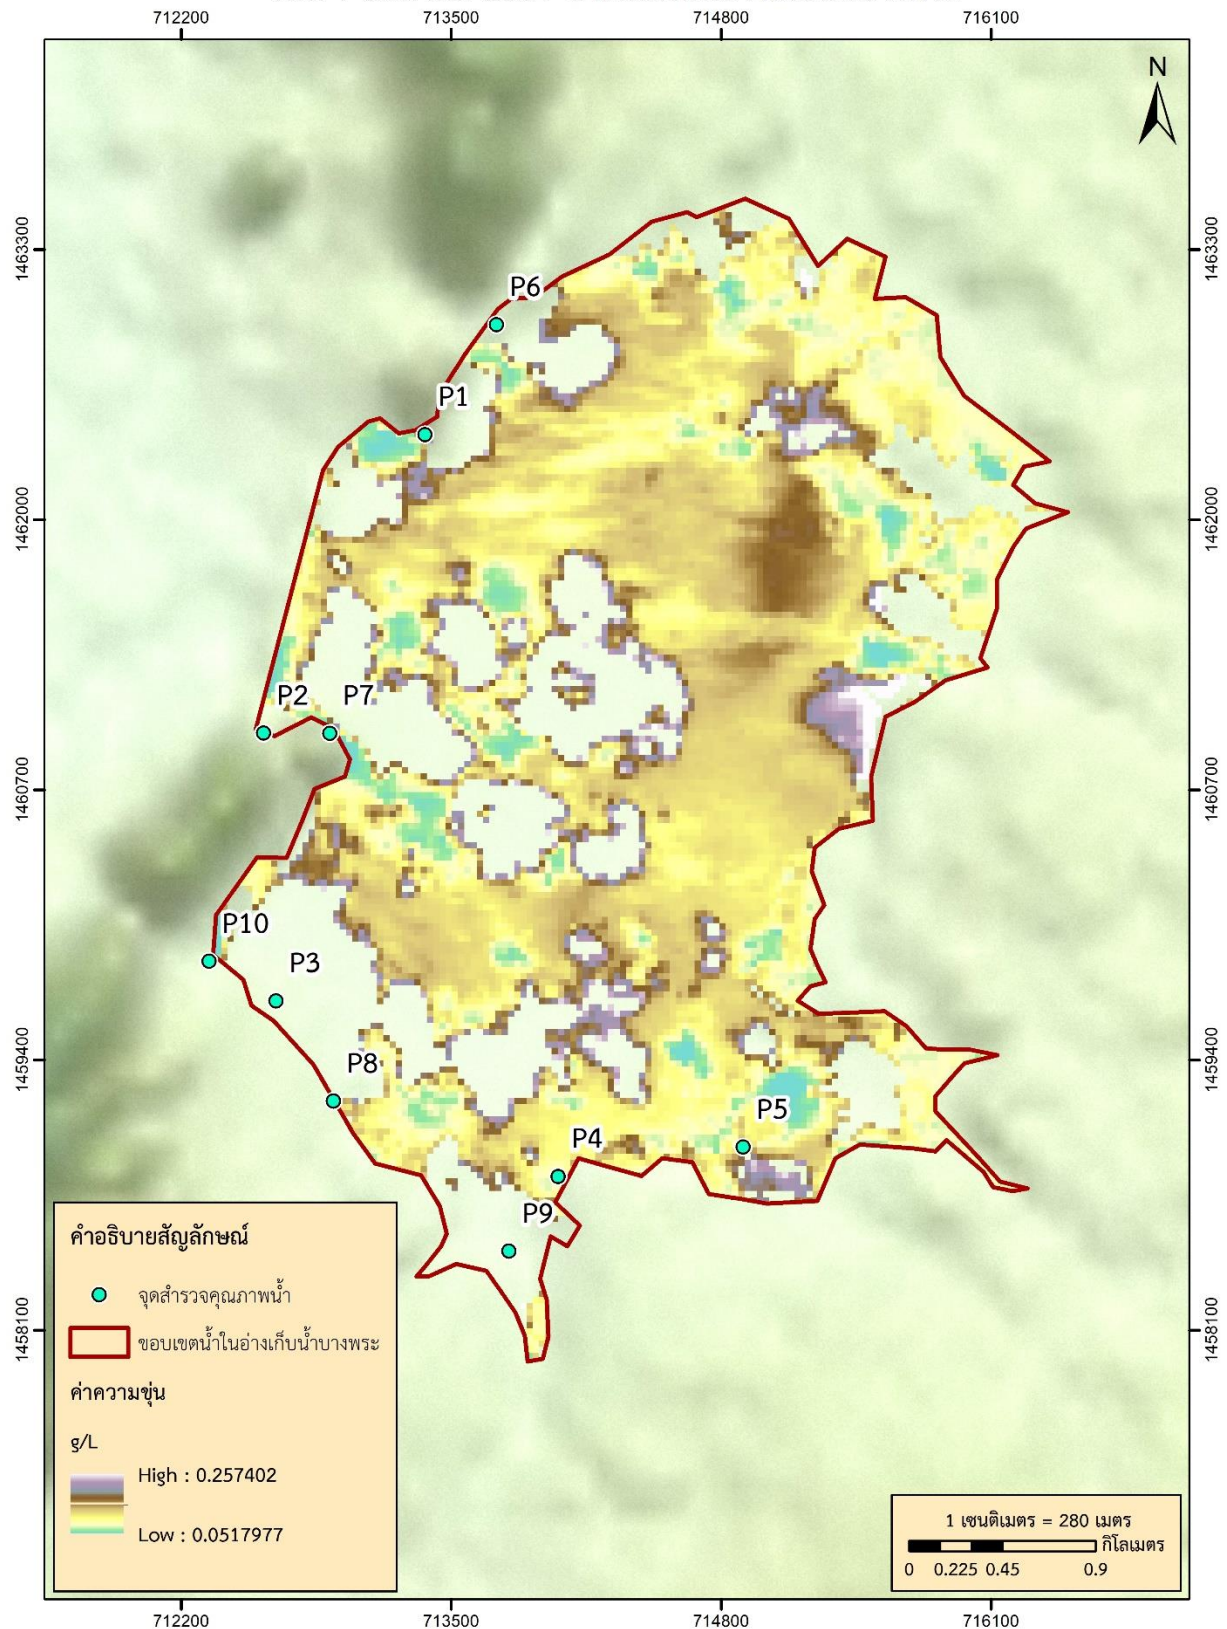 712200 713500 714800 716100
N
1463300 1463300
P6
P1
1462000 1462000
P2 P7
1460700 1460700
P10
P3
1459400 1459400
P8
P5
P4
P9
คำอธิบายสัญลักษณ์
จุดสำรวจคุณภาพน้ำ
ขอบเขตน้ำในอ่างเก็บน้ำบางพระ
1458100 1458100
ค่าความขุ่น
g/L
High : 0.257402
Low : 0.0517977
1 เซนติเมตร = 280 เมตร
กิโลเมตร
0 0.225 0.45 0.9
712200 713500 714800 716100